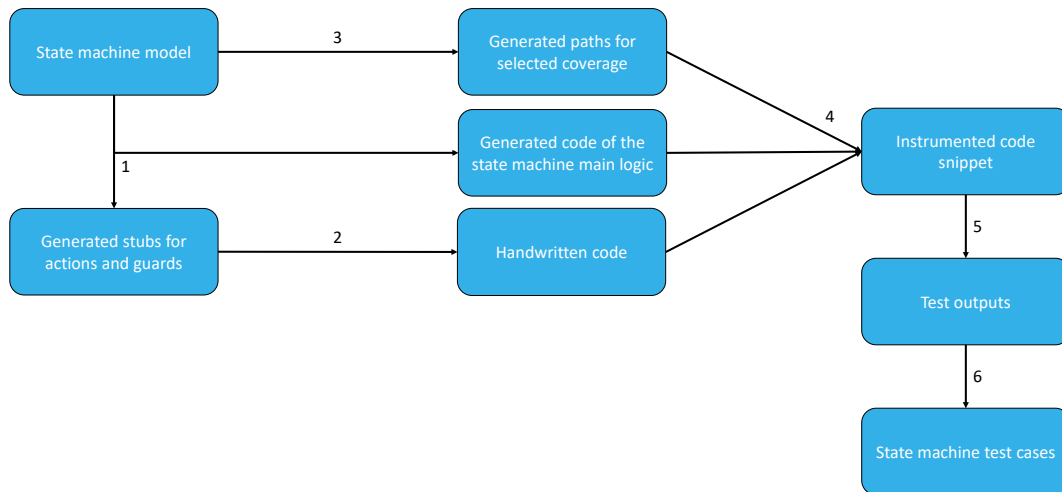 State machine model
3
Generated paths for
selected coverage
4
Generated code of the
state machine main logic
Instrumented code
snippet
1
Generated stubs for
actions and guards
2
Handwritten code
5
Test outputs
6
State machine test cases